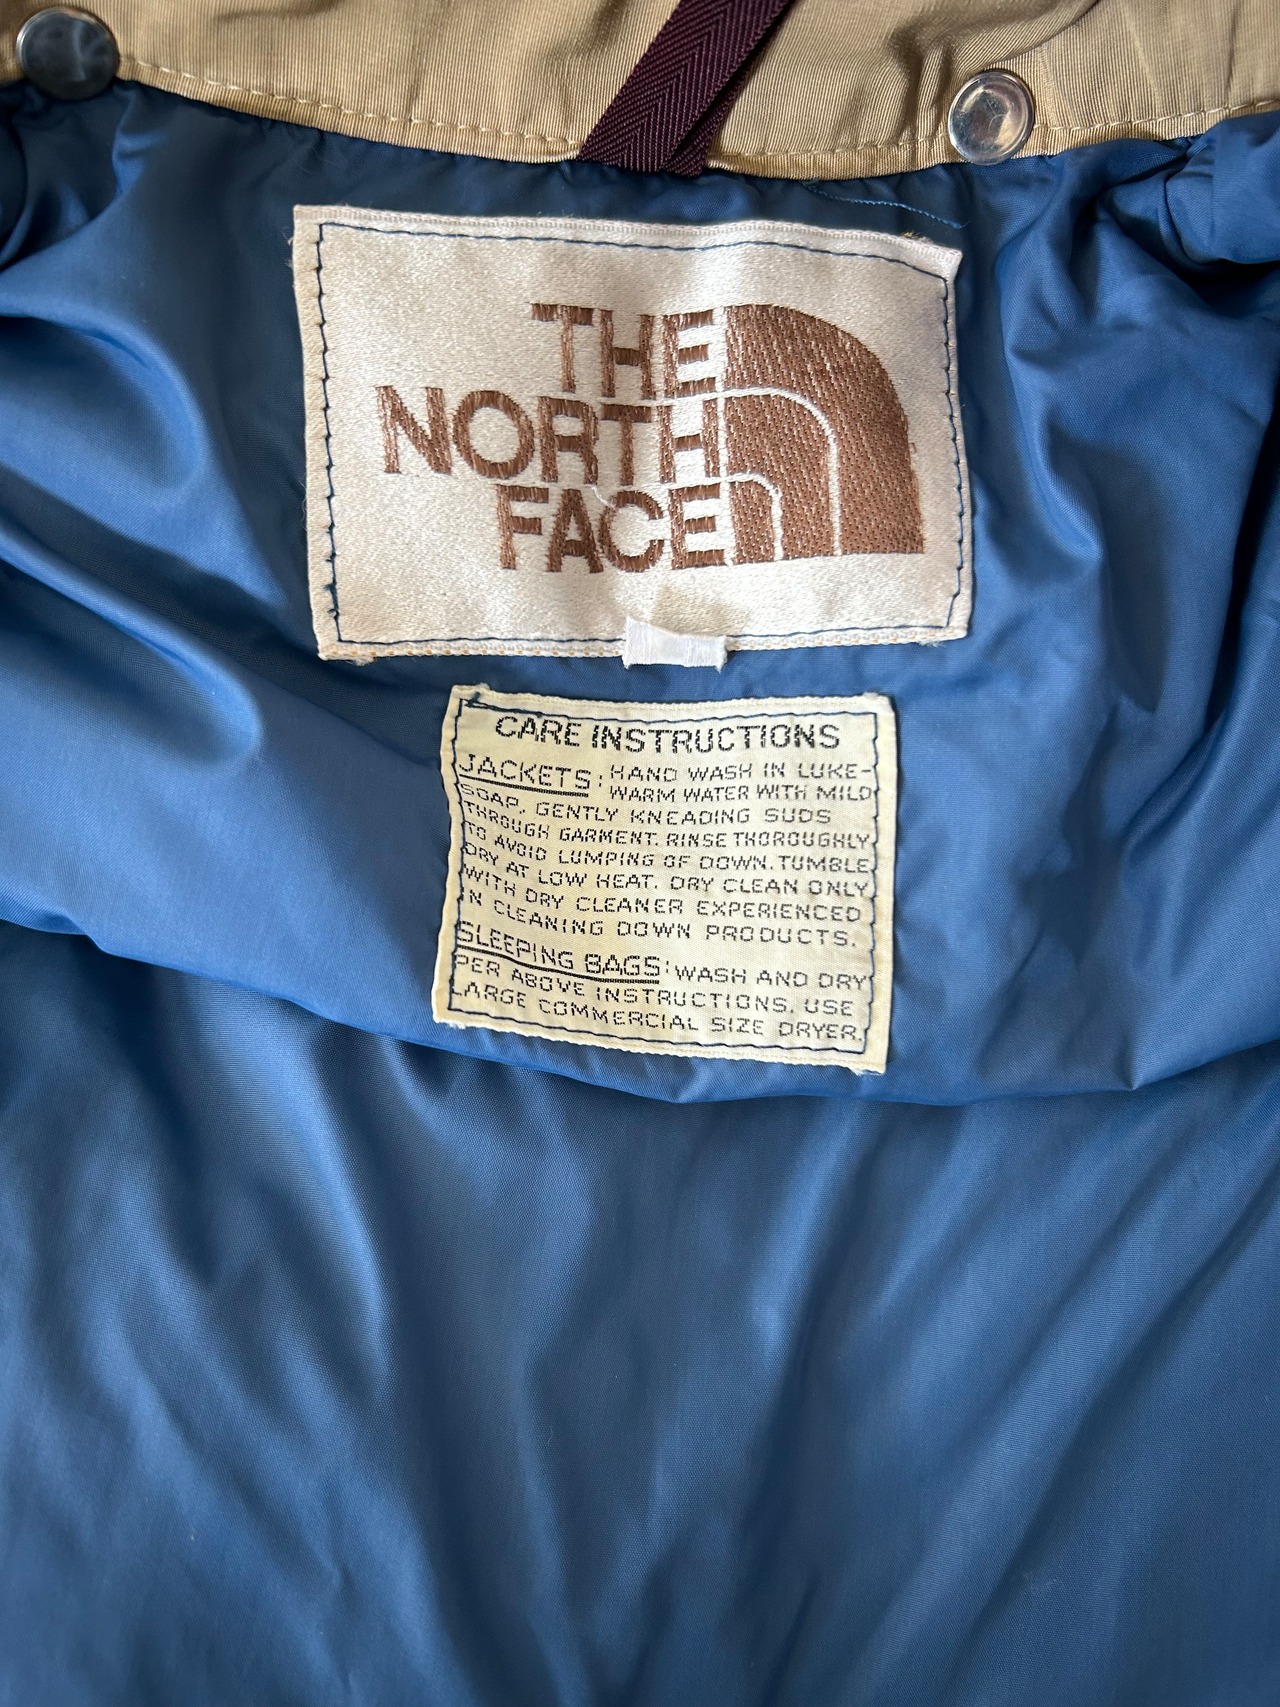 THE
NORTH
FACE
CARE INSTRUCTIONS
JACKETS: HAND WASH IN LUKE-
WARM WATER WITH MILD
SOAP, GENTLY KNEADING SUDS
THROUGH GARMENT. RINSE THOROUGHLY
TO AVOID LUMPING OF DOWN. TUMBLE
DRY AT LOW HEAT. DRY CLEAN ONLY
WITH DRY CLEANER EXPERIENCED
IN CLEANING DOWN PRODUCTS.
SLEEPING BAGS: WASH AND DRY
PER ABOVE INSTRUCTIONS. USE
LARGE COMMERCIAL SIZE DRYER.